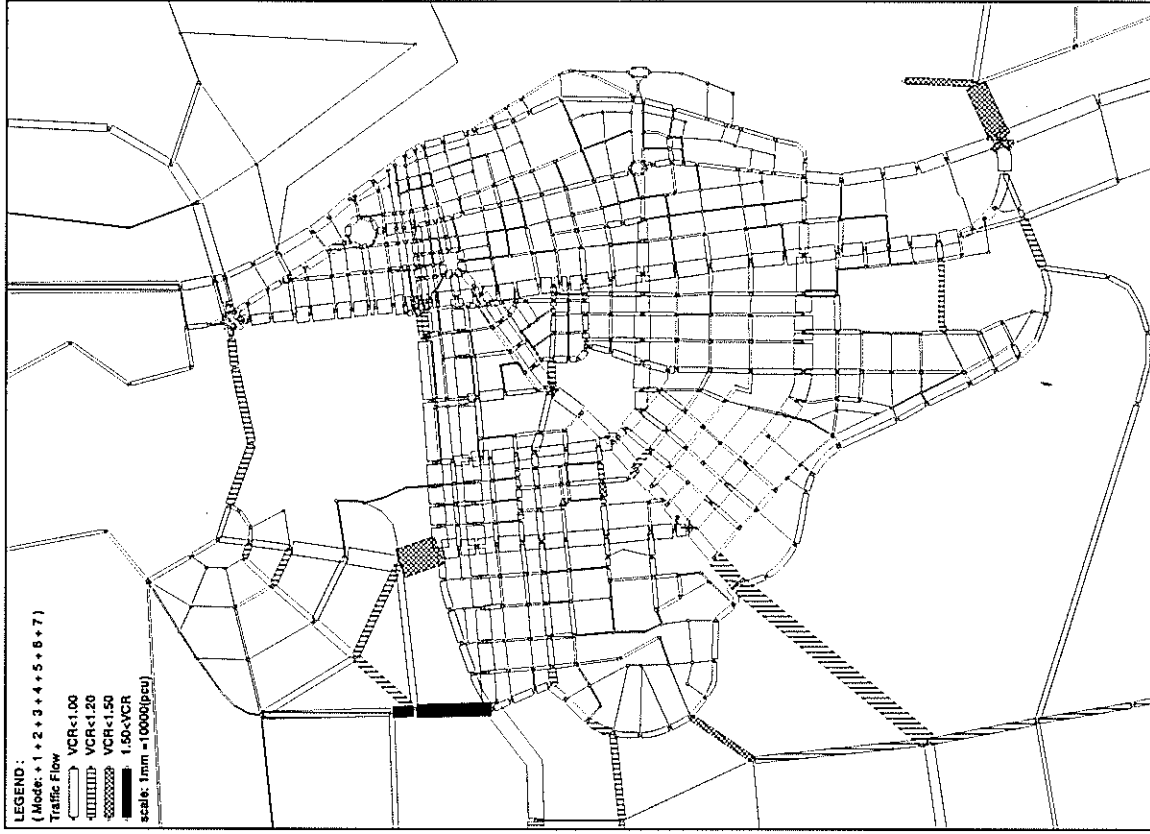 LEGEND :
( Mode: + 1 + 2 + 3 + 4 + 5 + 6 + 7 )
Traffic Flow
VCR<1.00
VCR<1.20
VCR<1.50
1.50<VCR
scale: 1mm =10000(pcu)